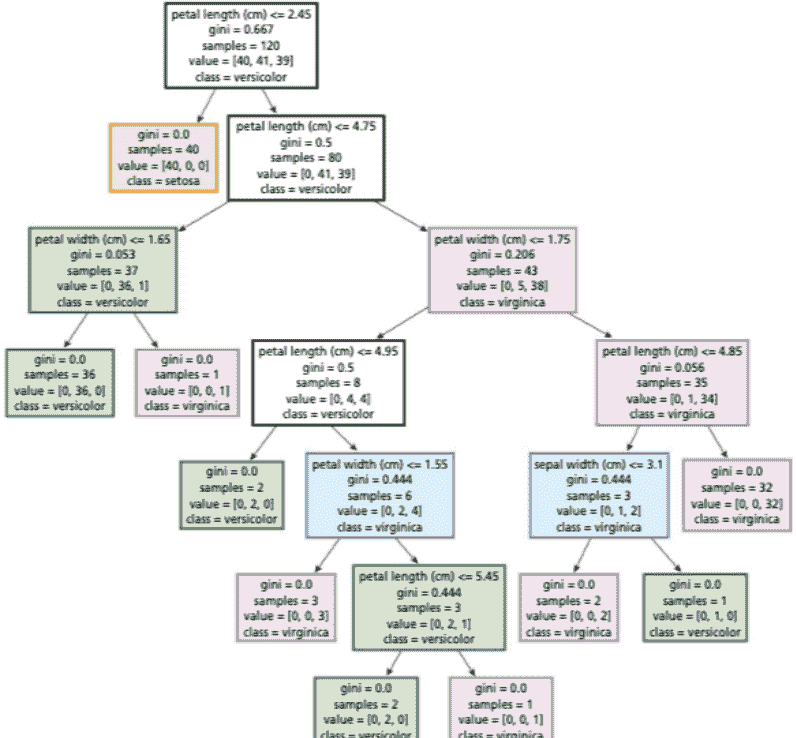 petal length (cm) <= 2.45
gini = 0.667
samples = 120
value = [40, 41, 39]
class = versicolor
gini = 0.0
samples = 40
value = [40, 0, 0]
class = setosa
petal length (cm) <= 4.75
gini = 0.5
samples = 80
value = [0, 41, 39]
class = versicolor
petal width (cm) <= 1.65
gini = 0.053
samples = 37
value = [0, 36, 1]
class = versicolor
petal width (cm) <= 1.75
gini = 0.206
samples = 43
value = [0, 5, 38]
class = virginica
gini = 0.0
samples = 36
value = [0, 36, 0]
class = versicolor
gini = 0.0
samples = 1
value = [0, 0, 1]
class = virginica
petal length (cm) <= 4.95
gini = 0.5
samples = 8
value = [0, 4, 4]
class = versicolor
petal length (cm) <= 4.85
gini = 0.056
samples = 35
value = [0, 1, 34]
class = virginica
gini = 0.0
samples = 2
value = [0, 2, 0]
class = versicolor
petal width (cm) <= 1.55
gini = 0.444
samples = 6
value = [0, 2, 4]
class = virginica
sepal width (cm) <= 3.1
gini = 0.444
samples = 3
value = [0, 1, 2]
class = virginica
gini = 0.0
samples = 32
value = [0, 0, 32]
class = virginica
gini = 0.0
samples = 3
value = [0, 0, 3]
class = virginica
petal length (cm) <= 5.45
gini = 0.444
samples = 3
value = [0, 2, 1]
class = versicolor
gini = 0.0
samples = 2
value = [0, 0, 2]
class = virginica
gini = 0.0
samples = 1
value = [0, 1, 0]
class = versicolor
gini = 0.0
samples = 2
value = [0, 2, 0]
class = versicolor
gini = 0.0
samples = 1
value = [0, 0, 1]
class = virginica